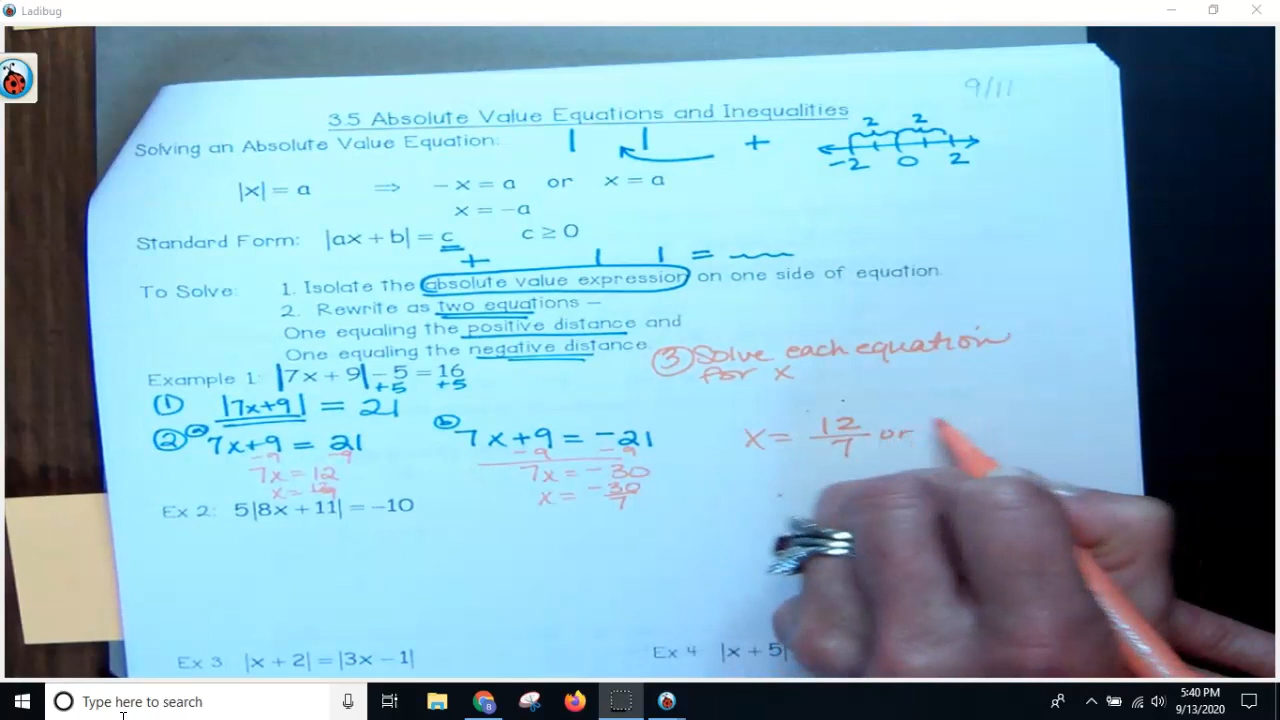 Ladibug
9/11
3.5 Absolute Value Equations and Inequalities
Solving an Absolute Value Equation:
| | +
2 2
-2 0 2
|x| = a ⇒ -x = a or x = a
x = -a
Standard Form: |ax + b| = c c ≥ 0
+ | | =
To Solve: 1. Isolate the absolute value expression on one side of equation.
2. Rewrite as two equations –
One equaling the positive distance and
One equaling the negative distance
③ Solve each equation
for x
Example 1: |7x + 9| - 5 = 16
+5 +5
① |7x+9| = 21
② ⓐ 7x+9 = 21 ⓑ 7x+9 = -21
-9 -9 -9 -9
7x = 12 7x = -30
x = 12/7 x = -30/7
x = 12/7 or
Ex 2: 5|8x + 11| = -10
Ex 3: |x + 2| = |3x - 1|
Ex 4: |x + 5|
Type here to search
5:40 PM
9/13/2020